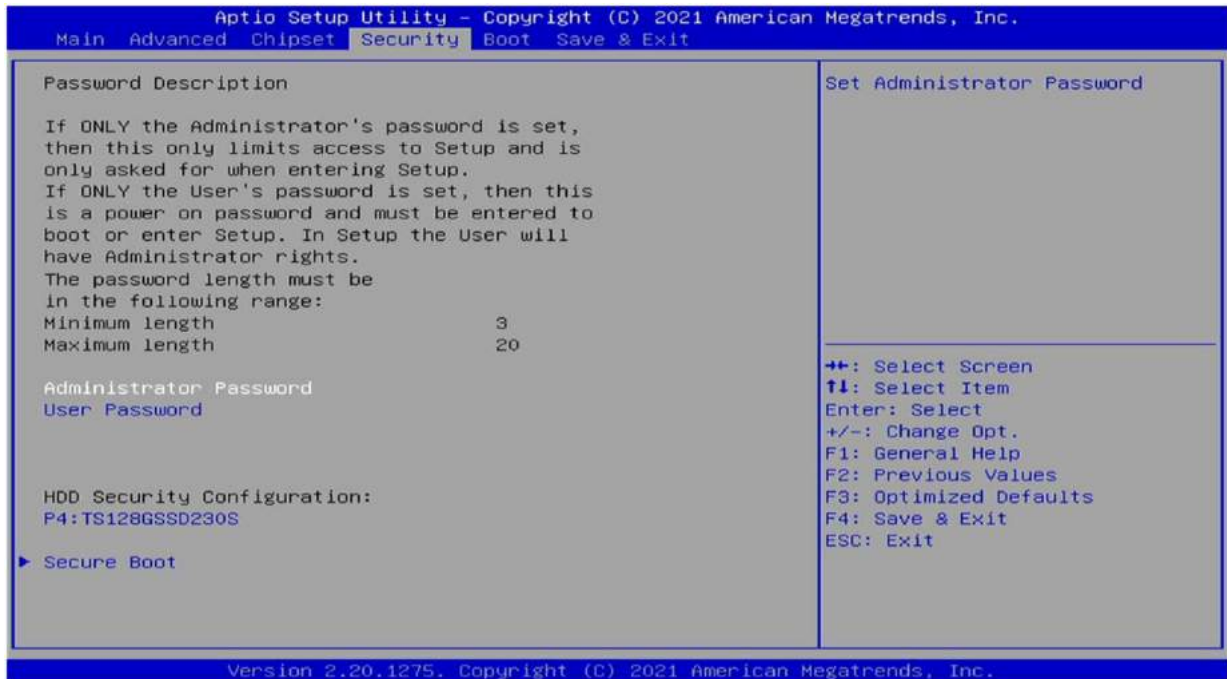 Aptio Setup Utility – Copyright (C) 2021 American Megatrends, Inc.
Main Advanced Chipset Security Boot Save & Exit
Password Description
If ONLY the Administrator's password is set,
then this only limits access to Setup and is
only asked for when entering Setup.
If ONLY the User's password is set, then this
is a power on password and must be entered to
boot or enter Setup. In Setup the User will
have Administrator rights.
The password length must be
in the following range:
Minimum length 3
Maximum length 20
Administrator Password
User Password
HDD Security Configuration:
P4:TS128GSSD230S
Secure Boot
Set Administrator Password
→←: Select Screen
↑↓: Select Item
Enter: Select
+/-: Change Opt.
F1: General Help
F2: Previous Values
F3: Optimized Defaults
F4: Save & Exit
ESC: Exit
Version 2.20.1275. Copyright (C) 2021 American Megatrends, Inc.